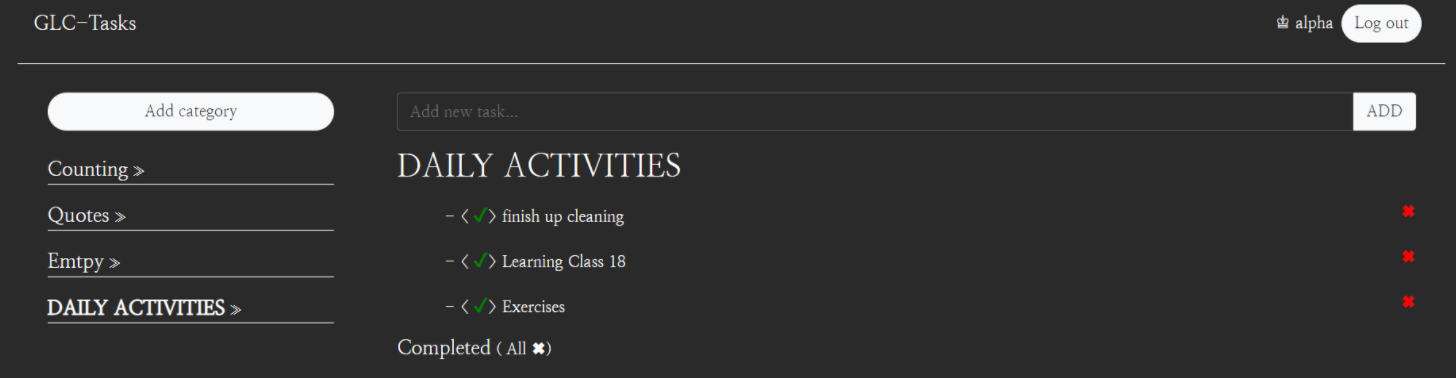 GLC-Tasks
♔ alpha Log out
Add category
Counting ≫
Quotes ≫
Emtpy ≫
DAILY ACTIVITIES ≫
Add new task... ADD
DAILY ACTIVITIES
- 〈✓〉 finish up cleaning ✖
- 〈✓〉 Learning Class 18 ✖
- 〈✓〉 Exercises ✖
Completed ( All ✖)